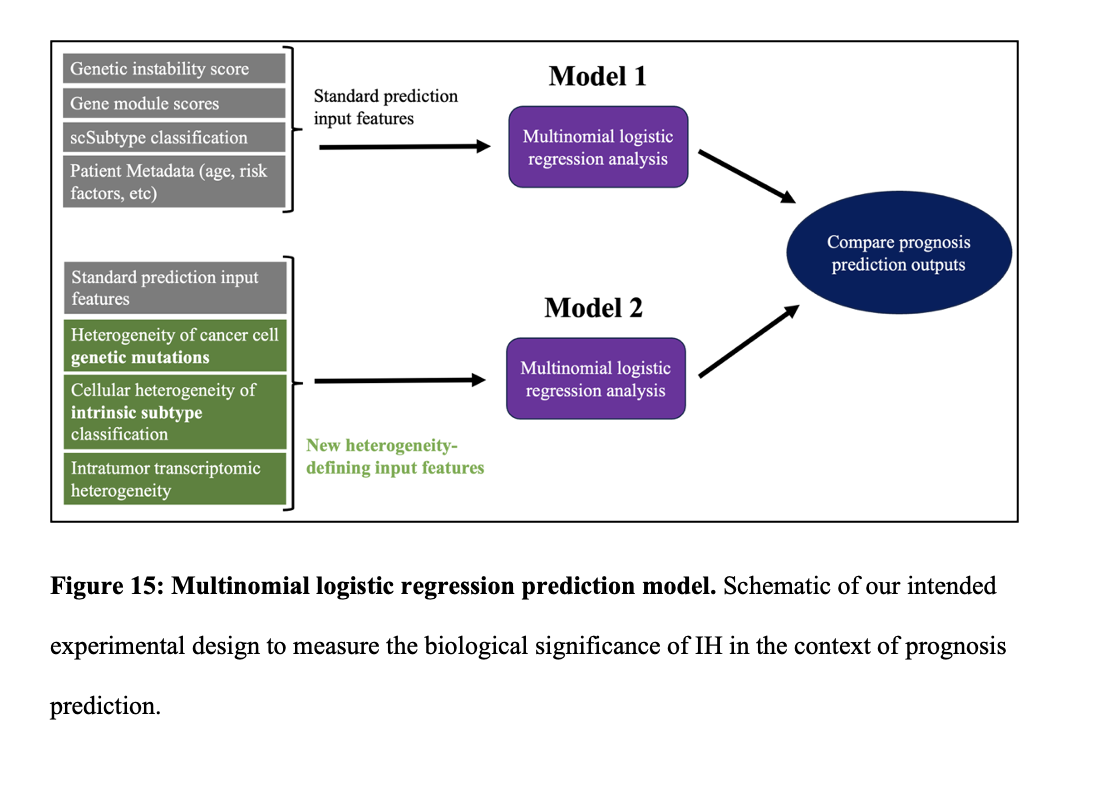 Genetic instability score
Gene module scores
scSubtype classification
Patient Metadata (age, risk
factors, etc)
Standard prediction
input features
Model 1
Multinomial logistic
regression analysis
Compare prognosis
prediction outputs
Standard prediction input
features
Heterogeneity of cancer cell
genetic mutations
Cellular heterogeneity of
intrinsic subtype
classification
Intratumor transcriptomic
heterogeneity
New heterogeneity-
defining input features
Model 2
Multinomial logistic
regression analysis
Figure 15: Multinomial logistic regression prediction model. Schematic of our intended
experimental design to measure the biological significance of IH in the context of prognosis
prediction.